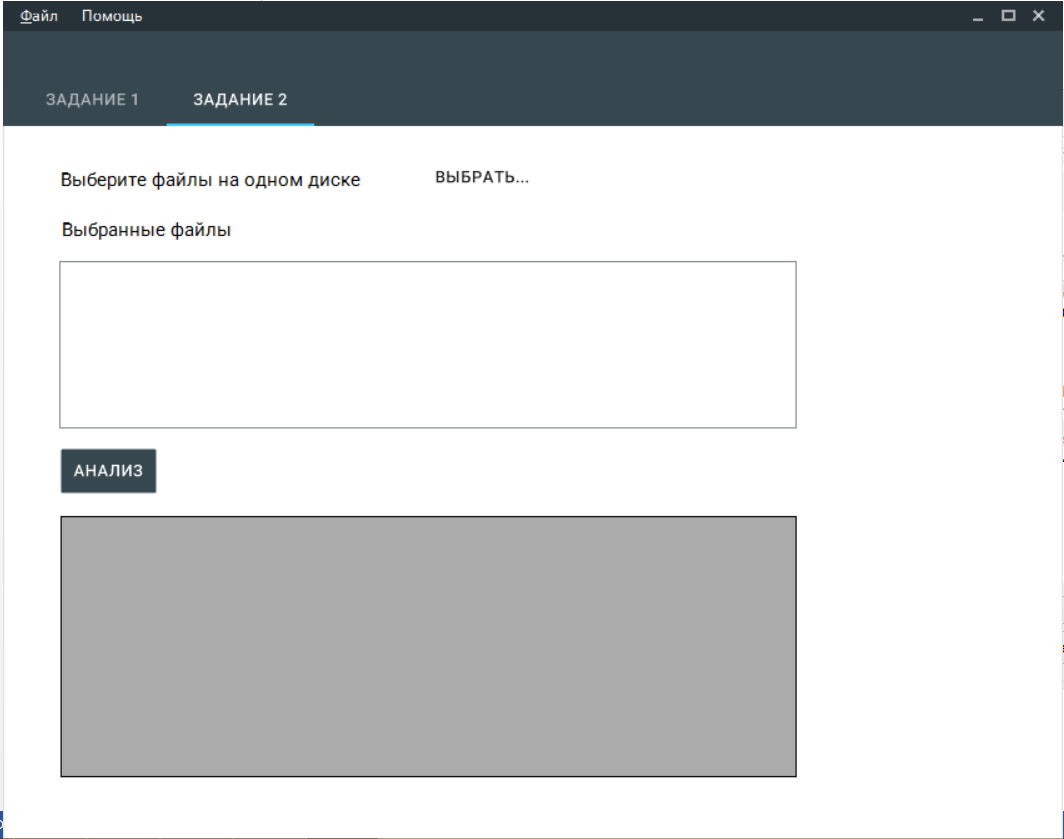 Файл Помощь
ЗАДАНИЕ 1 ЗАДАНИЕ 2
Выберите файлы на одном диске ВЫБРАТЬ...
Выбранные файлы
АНАЛИЗ